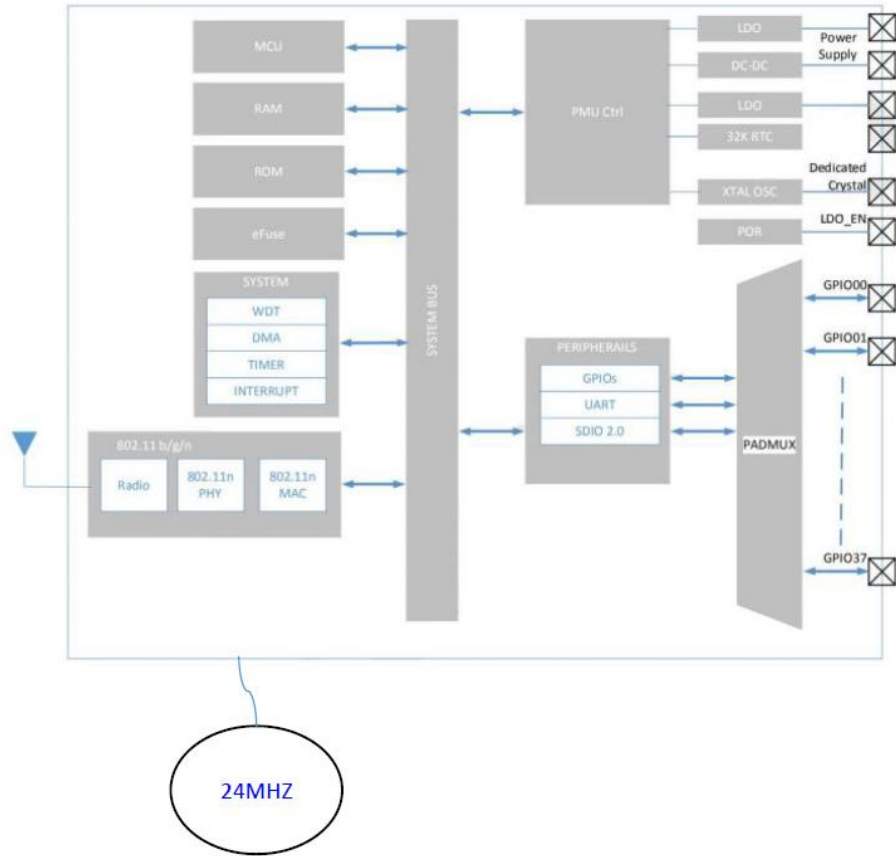 MCU
RAM
RDM
eFuse
SYSTEM
WDT
DMA
TIMER
INTERRUPT
802.11 b/g/n
Radio
802.11n
PHY
802.11n
MAC
SYSTEM BUS
PMU Ctrl
LDO
DC-DC
LDO
32K RTC
XTAL OSC
POR
Power
Supply
Dedicated
Crystal
LDO_EN
PERIPHERAILS
GPIOs
UART
SDIO 2.0
PADMUX
GPIO00
GPIO01
GPIO37
24MHZ